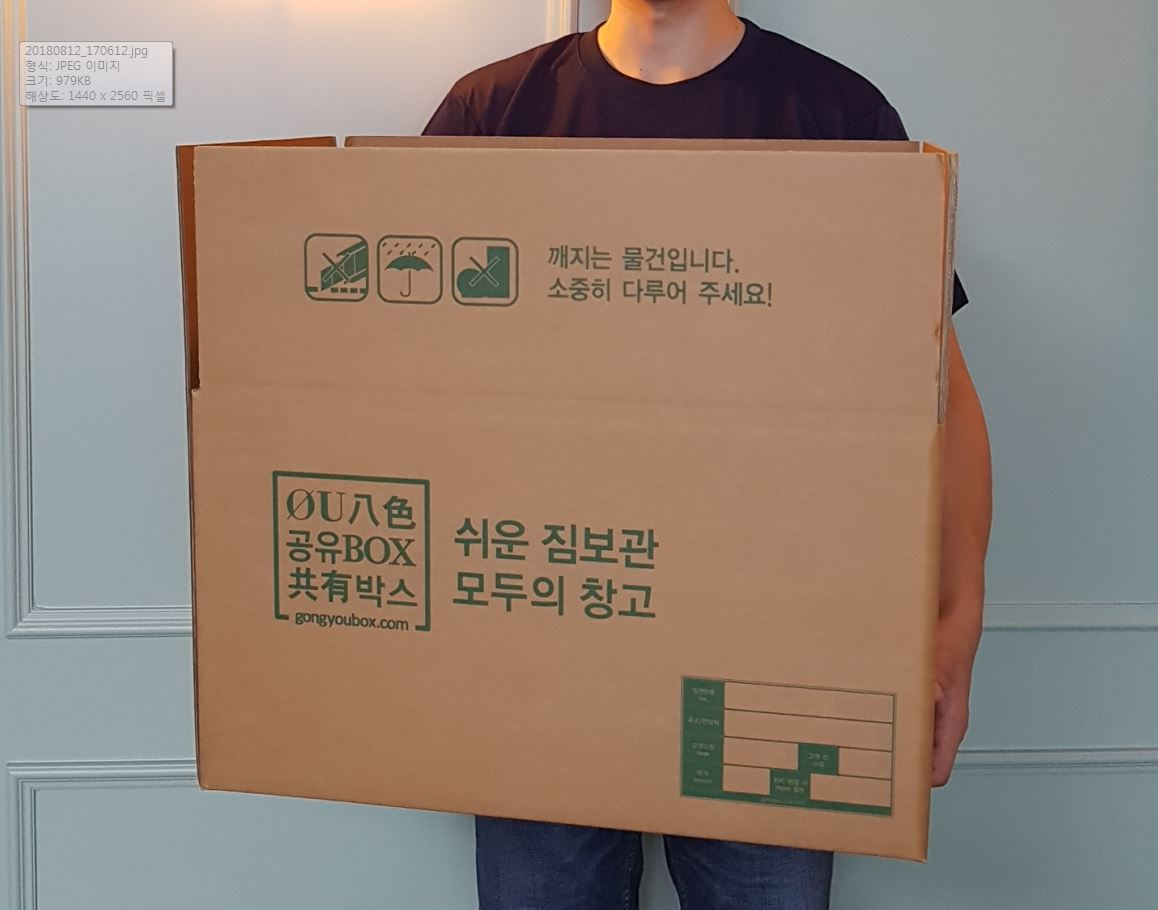 20180812_170612.jpg
형식: JPEG 이미지
크기: 979KB
해상도: 1440 x 2560 픽셀
깨지는 물건입니다.
소중히 다루어 주세요!
ØU八色
공유BOX
共有박스
gongyoubox.com
쉬운 짐보관
모두의 창고